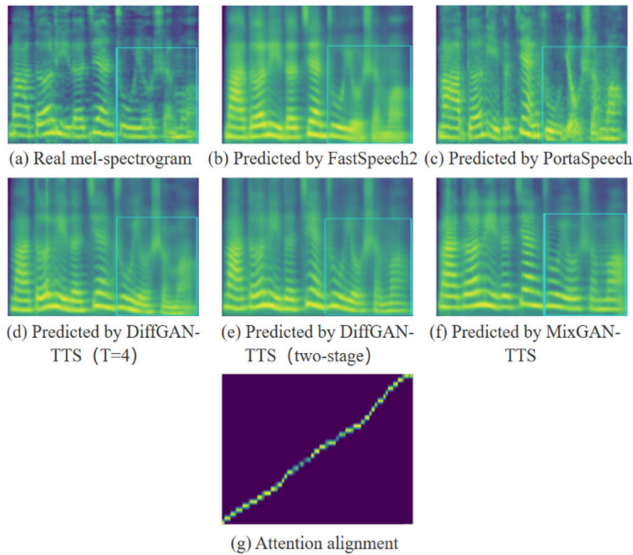 (a) Real mel-spectrogram
(b) Predicted by FastSpeech2
(c) Predicted by PortaSpeech
(d) Predicted by DiffGAN-
TTS（T=4）
(e) Predicted by DiffGAN-
TTS（two-stage）
(f) Predicted by MixGAN-
TTS
(g) Attention alignment